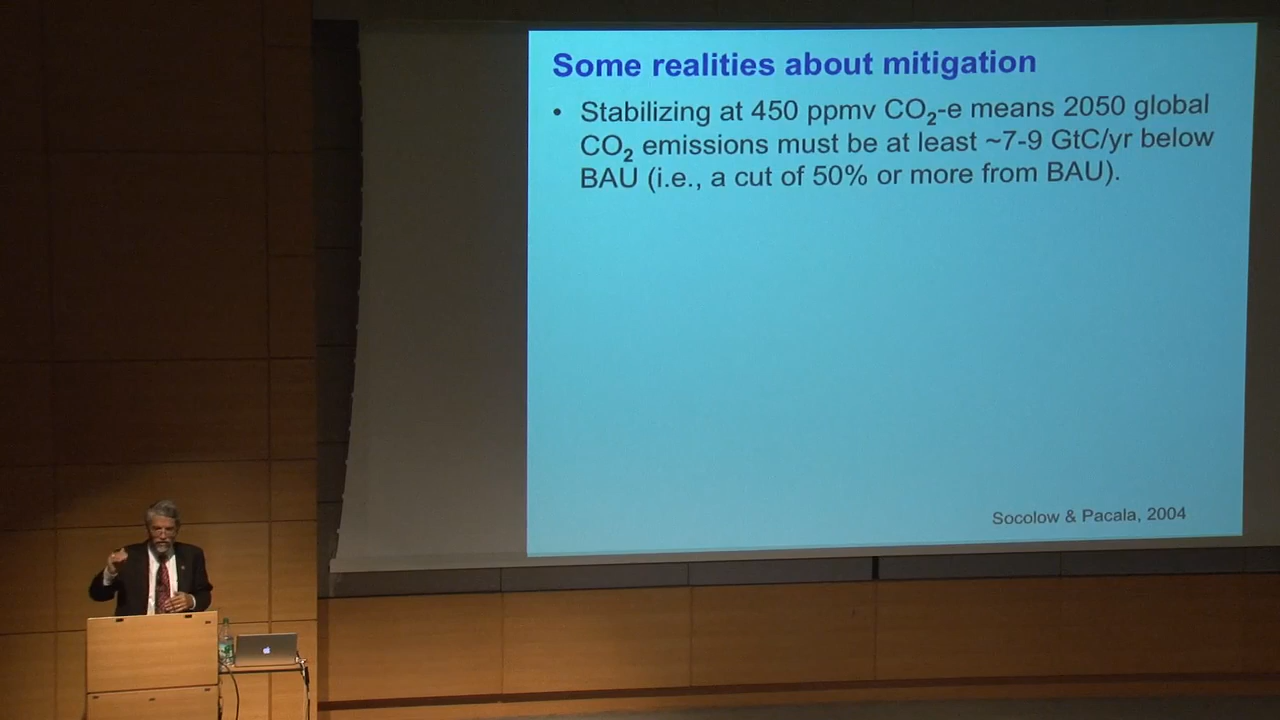 Some realities about mitigation
• Stabilizing at 450 ppmv CO₂-e means 2050 global
CO₂ emissions must be at least ~7-9 GtC/yr below
BAU (i.e., a cut of 50% or more from BAU).
Socolow & Pacala, 2004